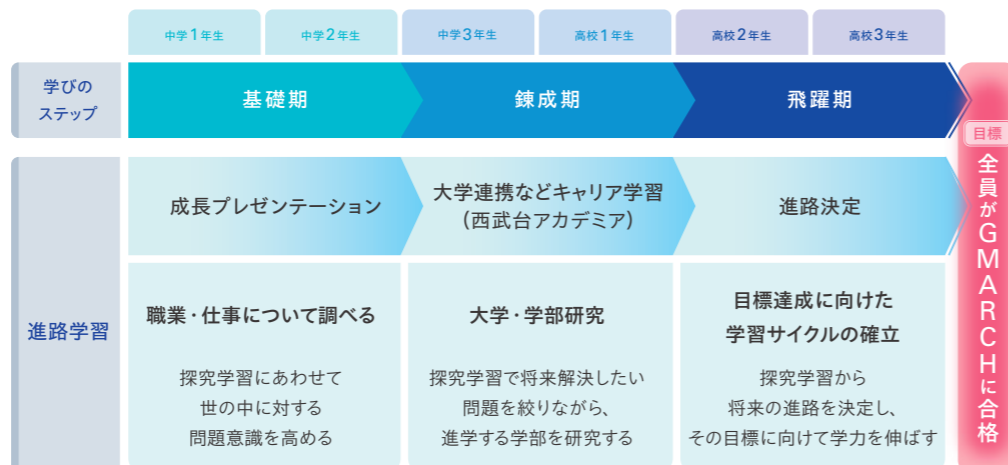 中学1年生
中学2年生
中学3年生
高校1年生
高校2年生
高校3年生
学びの
ステップ
基礎期
錬成期
飛躍期
目標
全員がGMARCHに合格
進路学習
成長プレゼンテーション
大学連携などキャリア学習
(西武台アカデミア)
進路決定
職業・仕事について調べる
探究学習にあわせて
世の中に対する
問題意識を高める
大学・学部研究
探究学習で将来解決したい
問題を絞りながら、
進学する学部を研究する
目標達成に向けた
学習サイクルの確立
探究学習から
将来の進路を決定し、
その目標に向けて学力を伸ばす